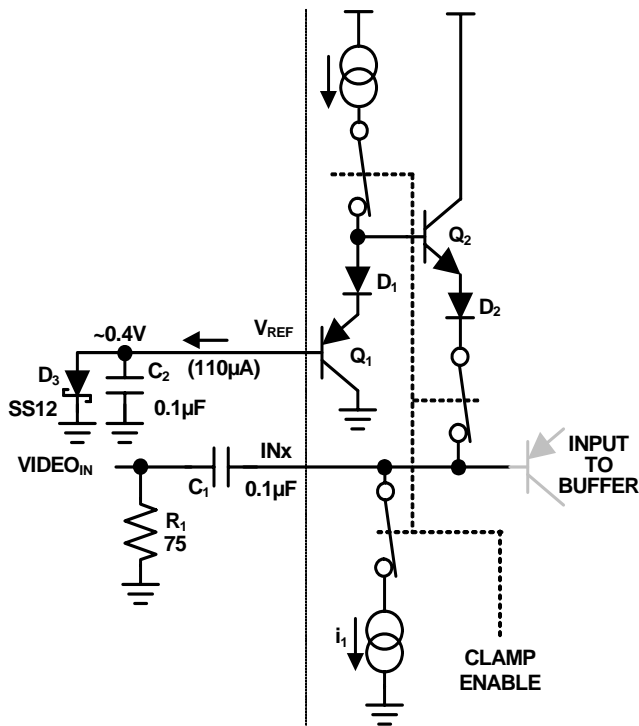 Q2
D1
~0.4V
VREF
D3
C2
(110µA)
Q1
D2
SS12
0.1µF
VIDEOIN
INx
INPUT
TO
BUFFER
C1
0.1µF
R1
75
i1
CLAMP
ENABLE